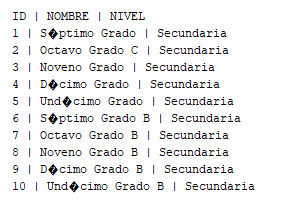 ID | NOMBRE | NIVEL
1 | S�ptimo Grado | Secundaria
2 | Octavo Grado C | Secundaria
3 | Noveno Grado | Secundaria
4 | D�cimo Grado | Secundaria
5 | Und�cimo Grado | Secundaria
6 | S�ptimo Grado B | Secundaria
7 | Octavo Grado B | Secundaria
8 | Noveno Grado B | Secundaria
9 | D�cimo Grado B | Secundaria
10 | Und�cimo Grado B | Secundaria